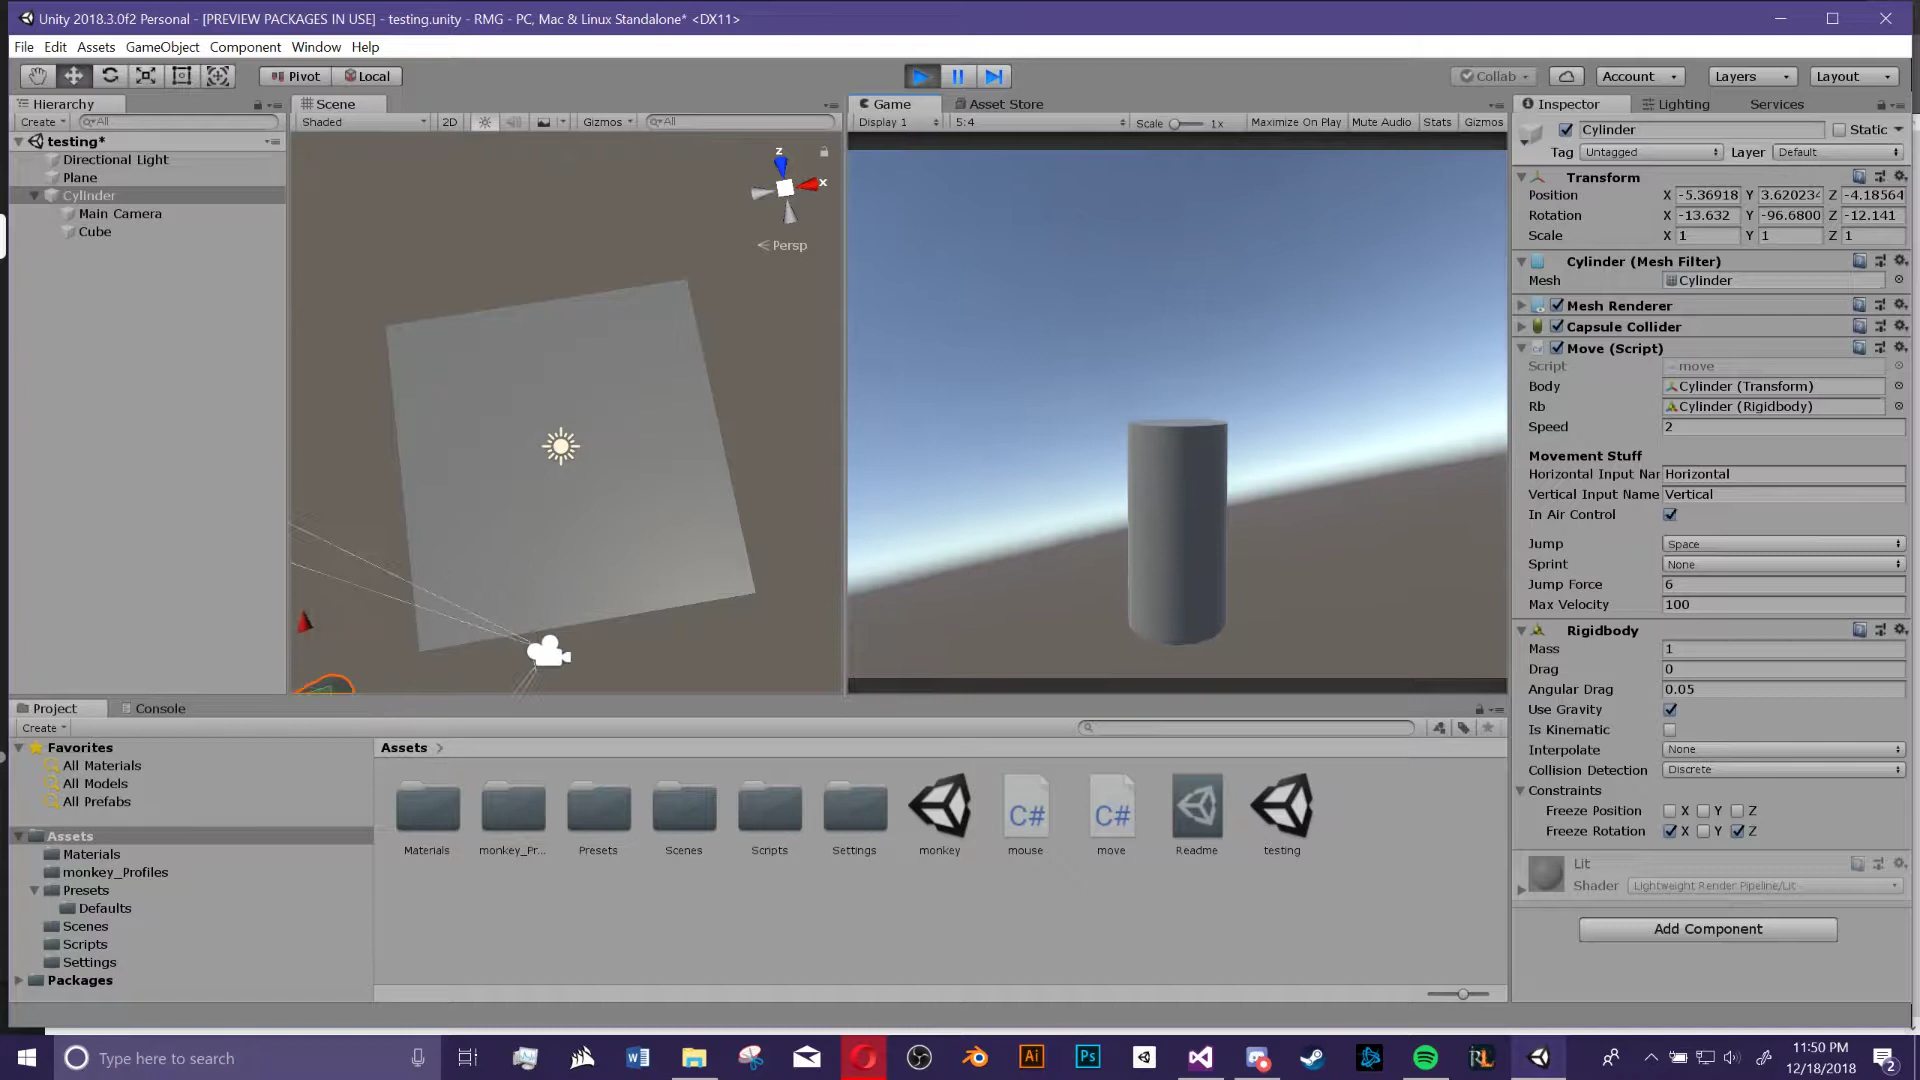 Unity 2018.3.0f2 Personal - [PREVIEW PACKAGES IN USE] - testing.unity - RMG - PC, Mac & Linux Standalone* <DX11>
File Edit Assets GameObject Component Window Help
Pivot Local Collab Account Layers Layout
Hierarchy
Create All
testing*
Directional Light
Plane
Cylinder
Main Camera
Cube
Scene
Shaded 2D Gizmos All
z
x
Persp
Game Asset Store
Display 1 5:4 Scale 1x Maximize On Play Mute Audio Stats Gizmos
Inspector Lighting Services
Cylinder Static
Tag Untagged Layer Default
Transform
Position X -5.36918 Y 3.620234 Z -4.18564
Rotation X -13.632 Y -96.6800 Z -12.141
Scale X 1 Y 1 Z 1
Cylinder (Mesh Filter)
Mesh Cylinder
Mesh Renderer
Capsule Collider
Move (Script)
Script move
Body Cylinder (Transform)
Rb Cylinder (Rigidbody)
Speed 2
Movement Stuff
Horizontal Input Nar Horizontal
Vertical Input Name Vertical
In Air Control
Jump Space
Sprint None
Jump Force 6
Max Velocity 100
Rigidbody
Mass 1
Drag 0
Angular Drag 0.05
Use Gravity
Is Kinematic
Interpolate None
Collision Detection Discrete
Constraints
Freeze Position X Y Z
Freeze Rotation X Y Z
Lit
Shader Lightweight Render Pipeline/Lit
Add Component
Project Console
Create
Favorites
All Materials
All Models
All Prefabs
Assets
Materials
monkey_Profiles
Presets
Defaults
Scenes
Scripts
Settings
Packages
Assets
C# C#
Materials monkey_Pr... Presets Scenes Scripts Settings monkey mouse move Readme testing
Type here to search
Ai Ps
11:50 PM
12/18/2018
2